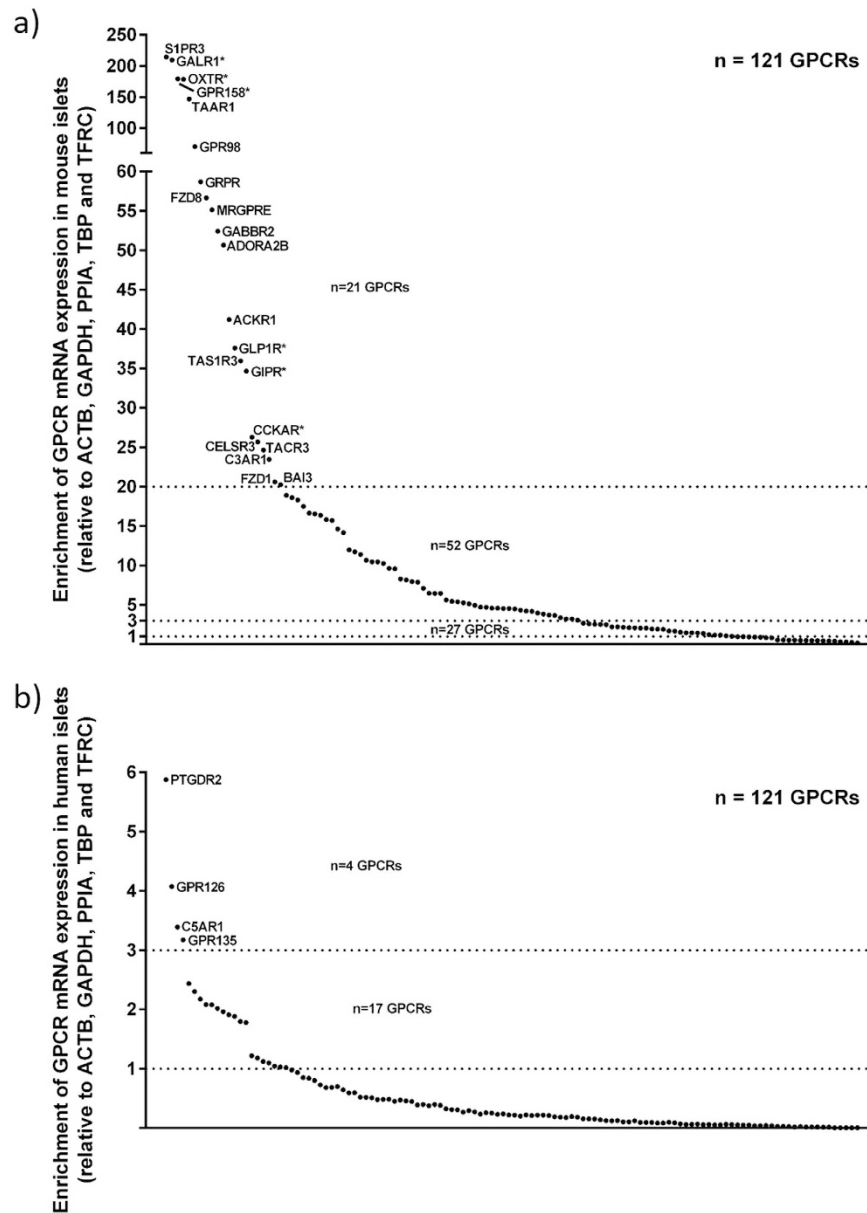 a)
Enrichment of GPCR mRNA expression in mouse islets
(relative to ACTB, GAPDH, PPIA, TBP and TFRC)
250
200
150
100
60
55
50
45
40
35
30
25
20
15
10
5
3
1
n = 121 GPCRs
S1PR3
GALR1*
OXTR*
GPR158*
TAAR1
GPR98
GRPR
FZD8
MRGPRE
GABBR2
ADORA2B
n=21 GPCRs
ACKR1
GLP1R*
TAS1R3
GIPR*
CCKAR*
CELSR3
TACR3
C3AR1
FZD1
BAI3
n=52 GPCRs
n=27 GPCRs
b)
Enrichment of GPCR mRNA expression in human islets
(relative to ACTB, GAPDH, PPIA, TBP and TFRC)
6
5
4
3
2
1
PTGDR2
n = 121 GPCRs
n=4 GPCRs
GPR126
C5AR1
GPR135
n=17 GPCRs